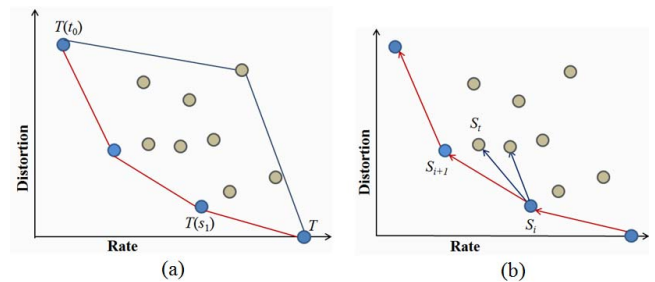 T(t0)
Distortion
T(s1)
T
Rate
(a)
Distortion
St
Si+1
Si
Rate
(b)